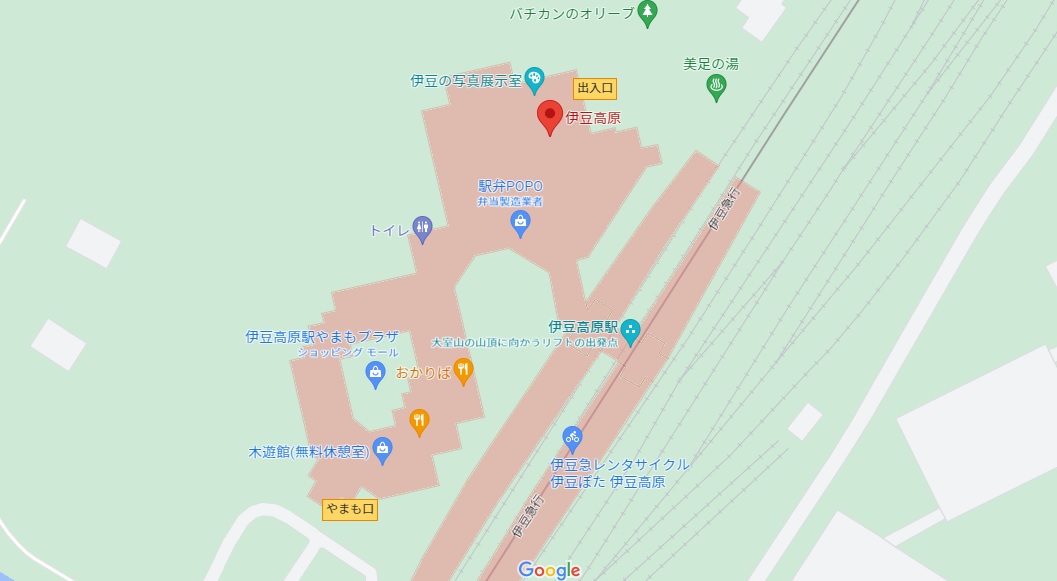 バチカンのオリーブ
美足の湯
伊豆の写真展示室
出入口
伊豆高原
駅弁POPO
弁当製造業者
伊豆急行
トイレ
伊豆高原駅
大室山の山頂に向かうリフトの出発点
伊豆高原駅やまもプラザ
ショッピング モール
おかりば
木遊館(無料休憩室)
伊豆急レンタサイクル
伊豆ぽた 伊豆高原
やまも口
伊豆急行
Google